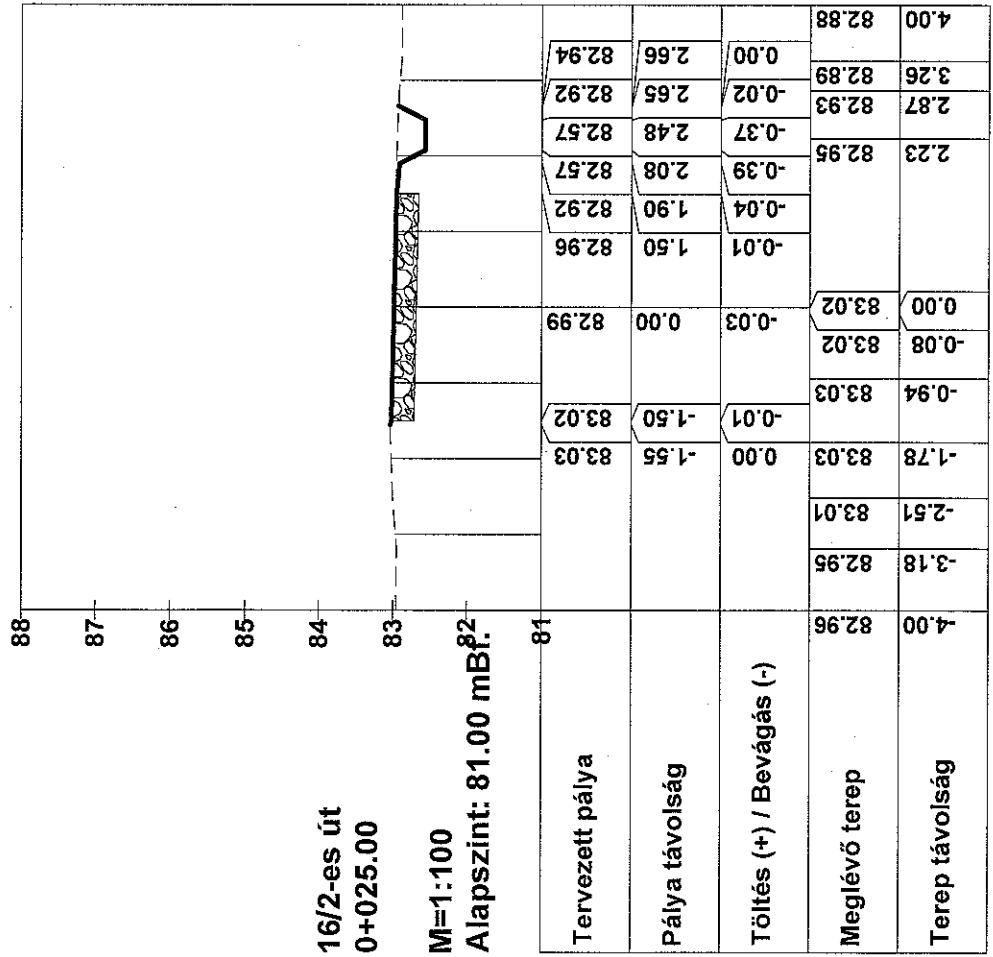 16/2-es út
0+025.00
M=1:100
Alapszint: 81.00 mBf.
88
87
86
85
84
83
82
81
Tervezett pálya 83.03 83.02 82.99 82.96 82.92 82.57 82.57 82.92 82.94
Pálya távolság -1.55 -1.50 0.00 1.50 1.90 2.08 2.48 2.65 2.66
Töltés (+) / Bevágás (-) 0.00 -0.01 -0.03 -0.01 -0.04 -0.39 -0.37 -0.02 0.00
Meglévő terep 82.96 82.95 83.01 83.03 83.03 83.02 83.02 82.95 82.93 82.89 82.88
Terep távolság -4.00 -3.18 -2.51 -1.78 -0.94 -0.08 0.00 2.23 2.87 3.26 4.00